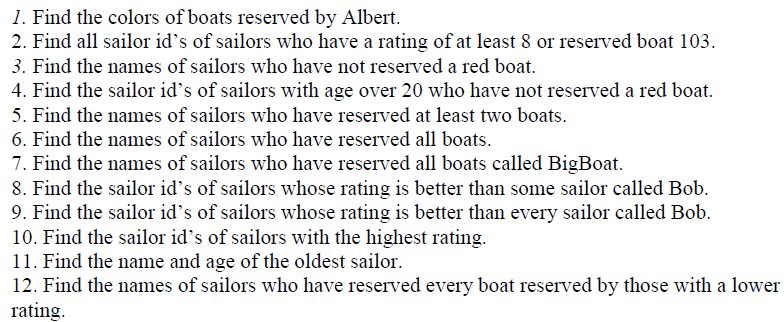 1. Find the colors of boats reserved by Albert.
2. Find all sailor id’s of sailors who have a rating of at least 8 or reserved boat 103.
3. Find the names of sailors who have not reserved a red boat.
4. Find the sailor id’s of sailors with age over 20 who have not reserved a red boat.
5. Find the names of sailors who have reserved at least two boats.
6. Find the names of sailors who have reserved all boats.
7. Find the names of sailors who have reserved all boats called BigBoat.
8. Find the sailor id’s of sailors whose rating is better than some sailor called Bob.
9. Find the sailor id’s of sailors whose rating is better than every sailor called Bob.
10. Find the sailor id’s of sailors with the highest rating.
11. Find the name and age of the oldest sailor.
12. Find the names of sailors who have reserved every boat reserved by those with a lower
rating.